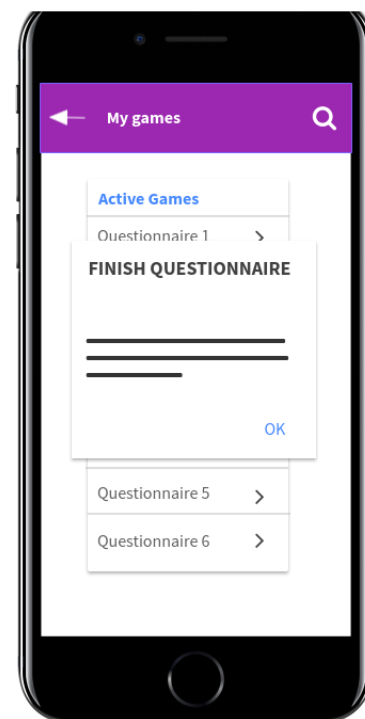 My games
Active Games
Questionnaire 1
FINISH QUESTIONNAIRE
OK
Questionnaire 5
Questionnaire 6